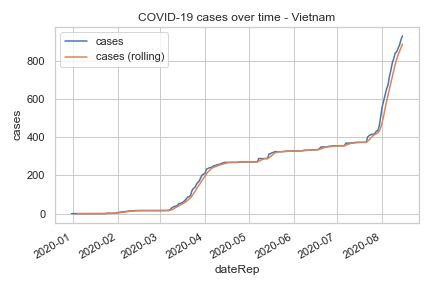 COVID-19 cases over time - Vietnam
cases
cases (rolling)
cases
800
600
400
200
0
2020-01
2020-02
2020-03
2020-04
2020-05
2020-06
2020-07
2020-08
dateRep